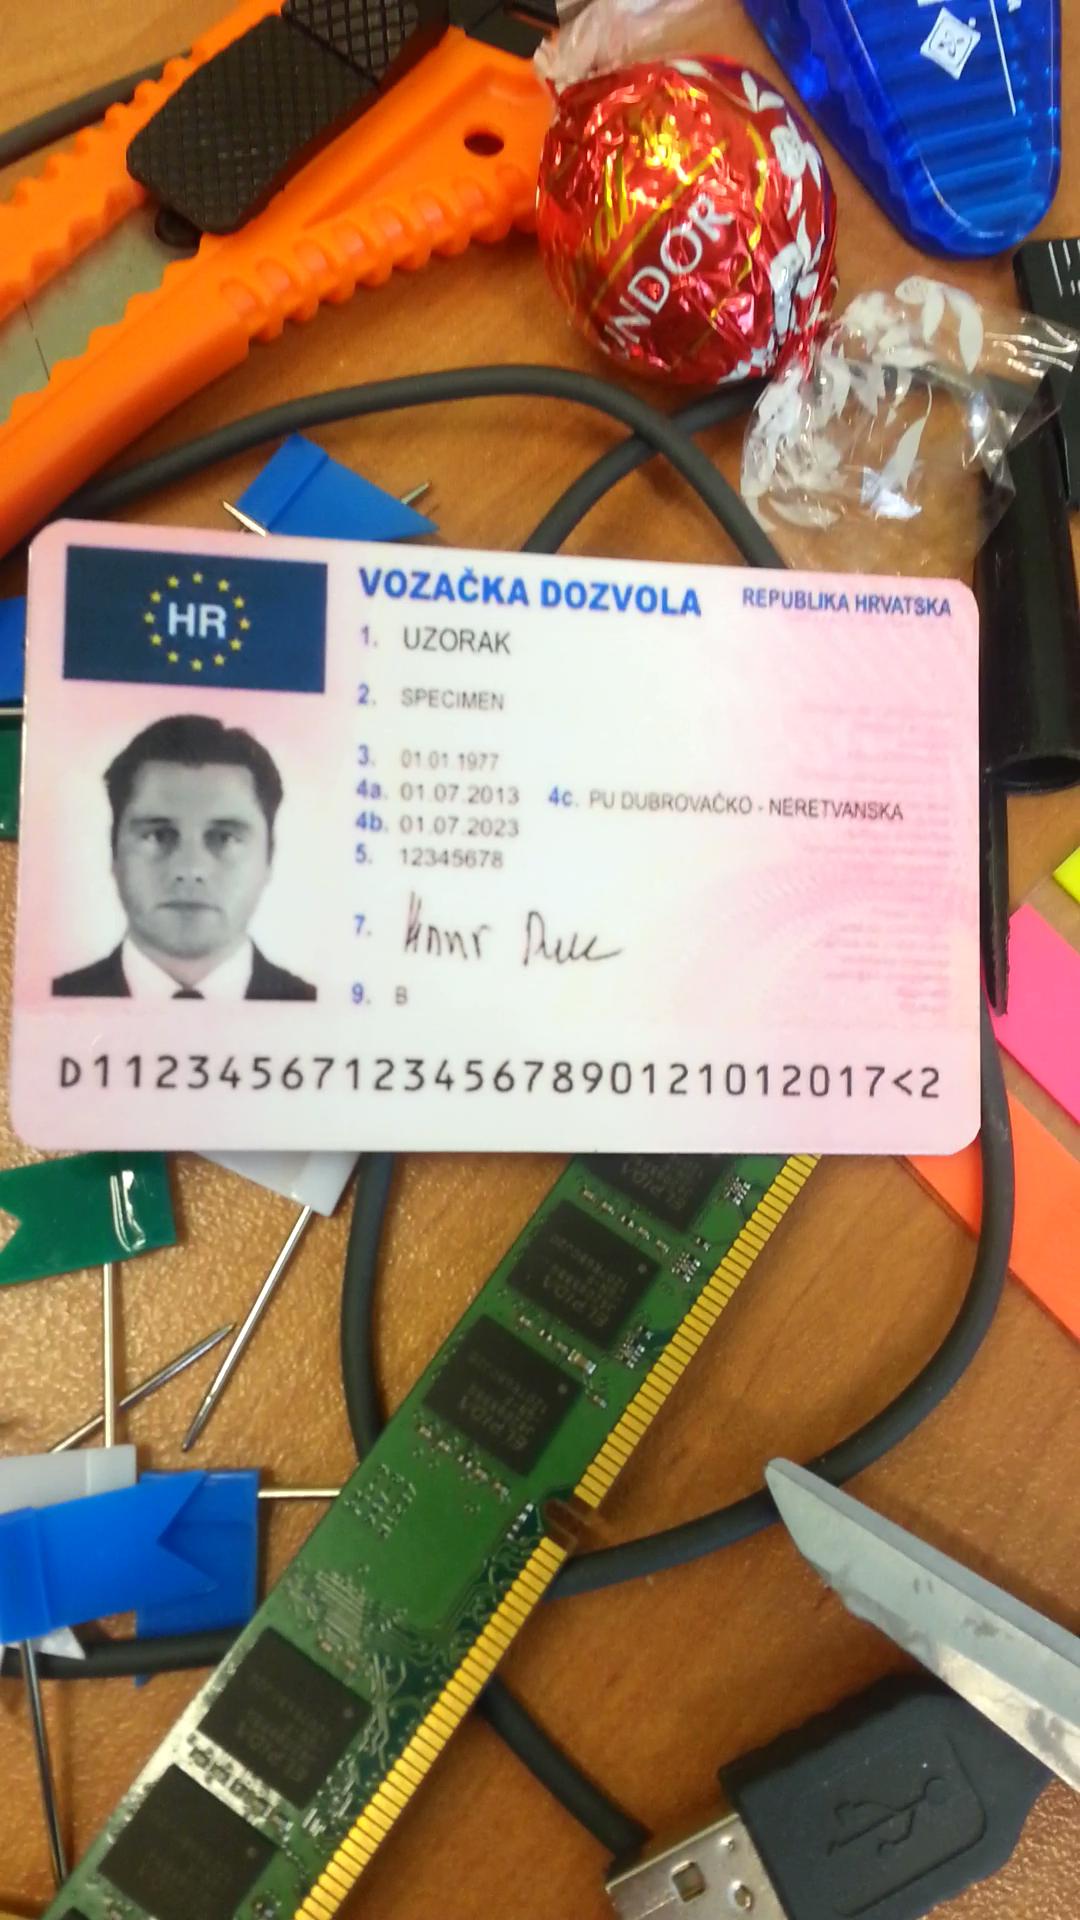 LINDOR
HR
VOZAČKA DOZVOLA
REPUBLIKA HRVATSKA
1. UZORAK
2. SPECIMEN
3. 01.01.1977
4a. 01.07.2013 4c. PU DUBROVAČKO - NERETVANSKA
4b. 01.07.2023
5. 12345678
7.
9. B
D11234567123456789012101201​7<2
ELPIDA
ELPIDA
ELPIDA
ELPIDA